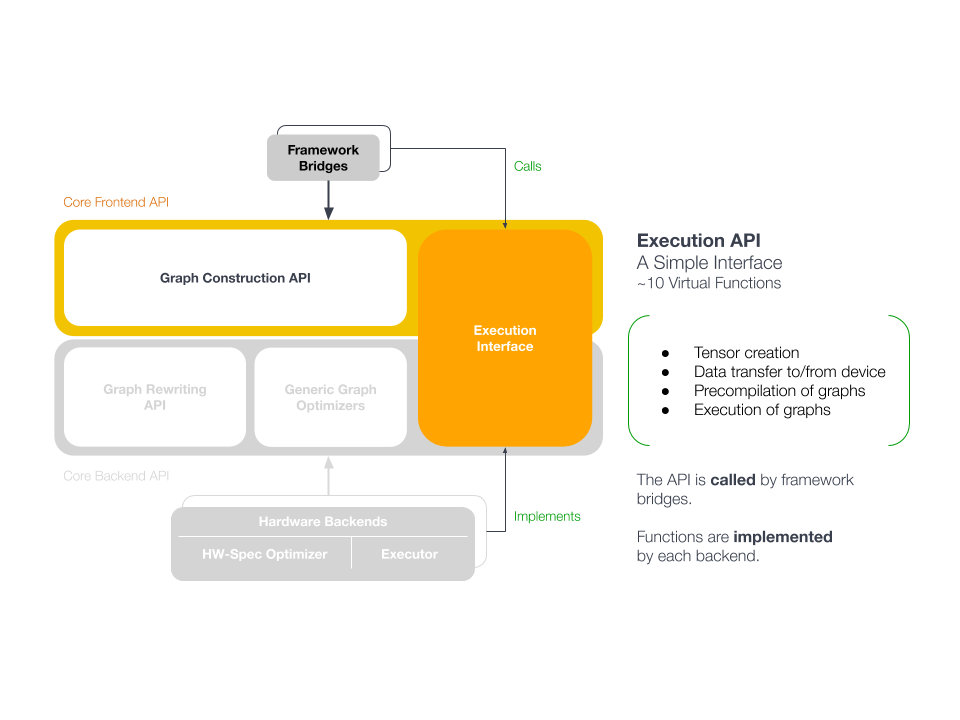 Framework
Bridges
Calls
Core Frontend API
Graph Construction API
Execution
Interface
Graph Rewriting
API
Generic Graph
Optimizers
Core Backend API
Hardware Backends
HW-Spec Optimizer
Executor
Implements
Execution API
A Simple Interface
~10 Virtual Functions
● Tensor creation
● Data transfer to/from device
● Precompilation of graphs
● Execution of graphs
The API is called by framework
bridges.
Functions are implemented
by each backend.